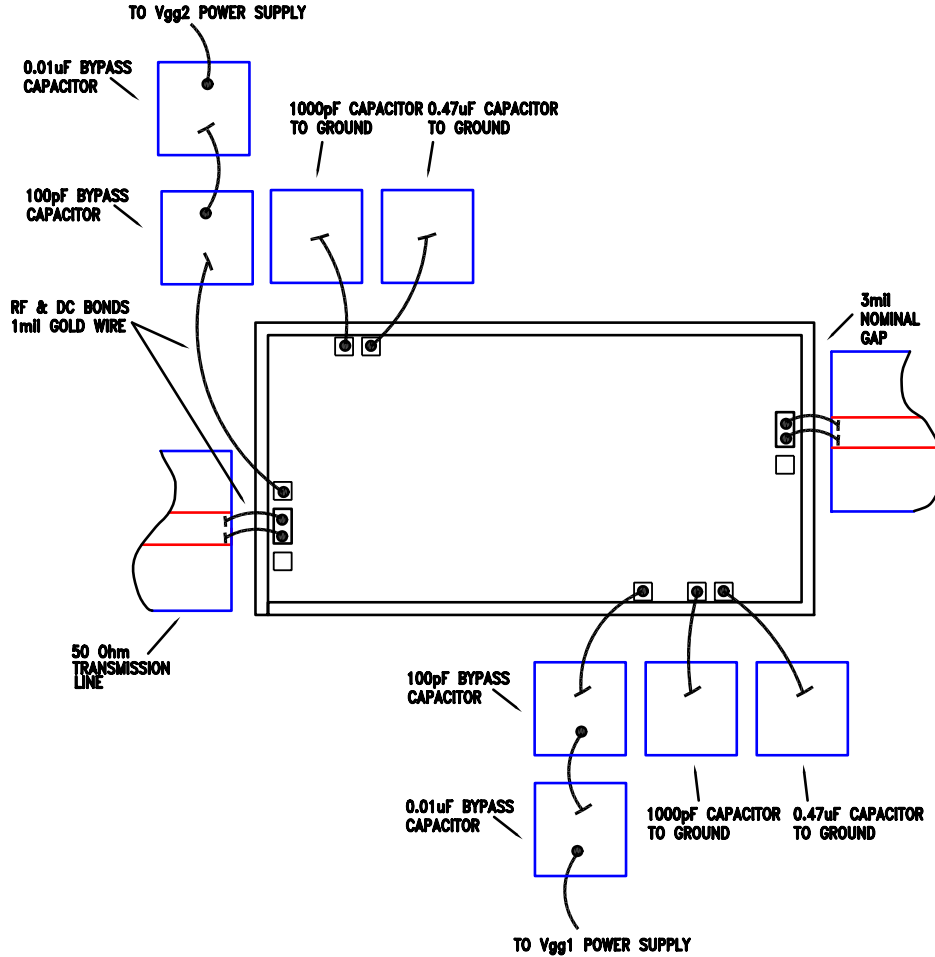 TO Vgg2 POWER SUPPLY
0.01uF BYPASS
CAPACITOR
1000pF CAPACITOR
TO GROUND
0.47uF CAPACITOR
TO GROUND
100pF BYPASS
CAPACITOR
RF & DC BONDS
1mil GOLD WIRE
3mil
NOMINAL
GAP
50 Ohm
TRANSMISSION
LINE
100pF BYPASS
CAPACITOR
0.01uF BYPASS
CAPACITOR
1000pF CAPACITOR
TO GROUND
0.47uF CAPACITOR
TO GROUND
TO Vgg1 POWER SUPPLY